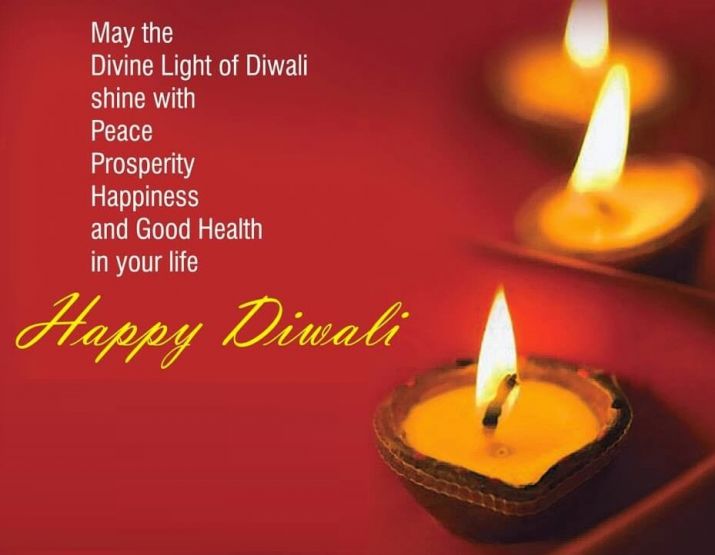 May the
Divine Light of Diwali
shine with
Peace
Prosperity
Happiness
and Good Health
in your life
Happy Diwali